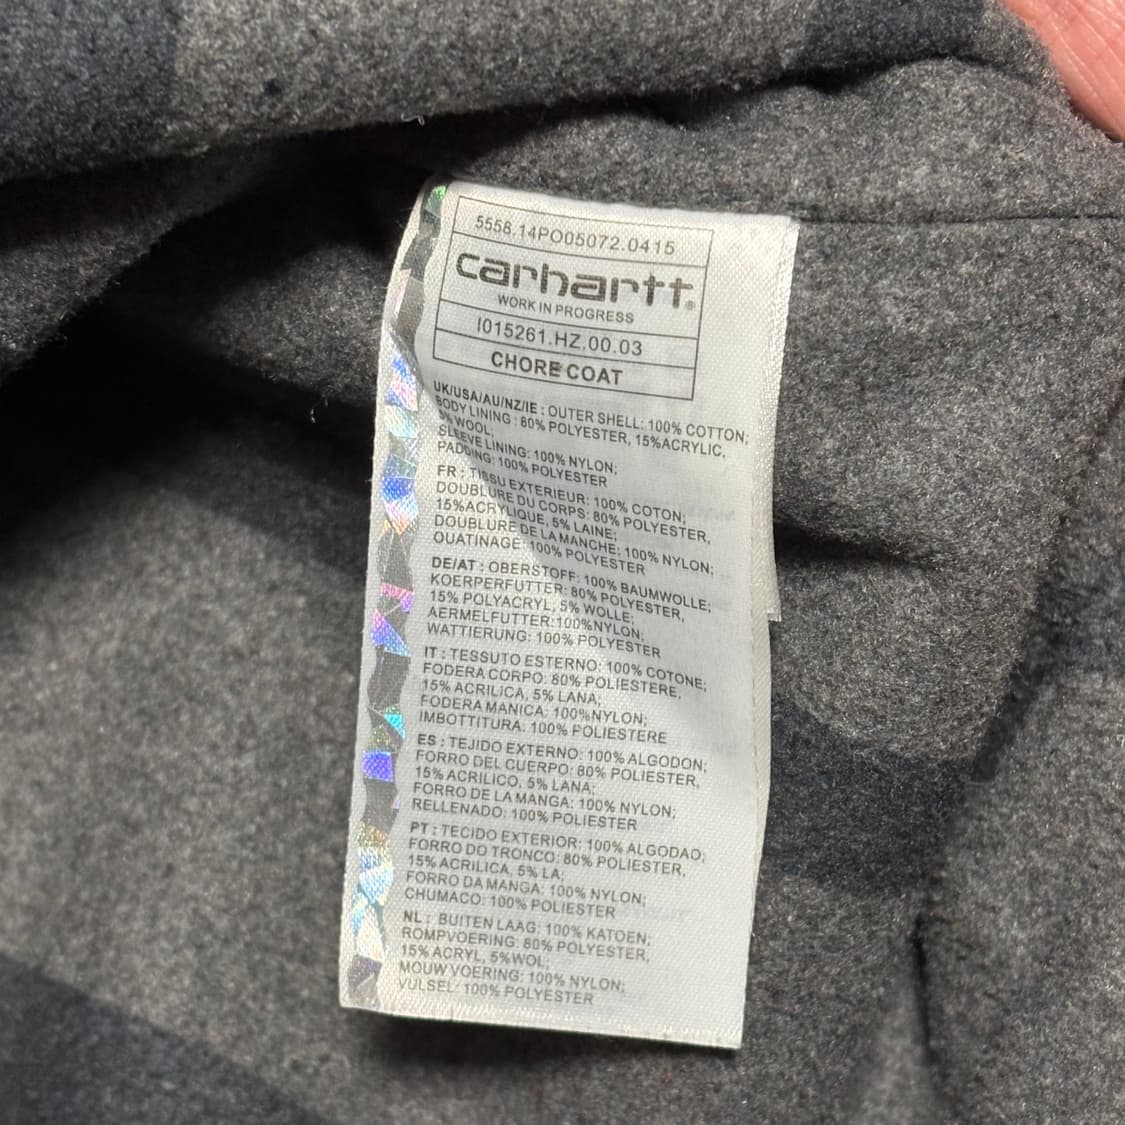 5558.14PO05072.0415
carhartt®
WORK IN PROGRESS
I015261.HZ.00.03
CHORE COAT
UK/USA/AU/NZ/IE : OUTER SHELL: 100% COTTON;
BODY LINING : 80% POLYESTER, 15%ACRYLIC,
5% WOOL;
SLEEVE LINING: 100% NYLON;
PADDING: 100% POLYESTER
FR : TISSU EXTERIEUR: 100% COTON;
DOUBLURE DU CORPS: 80% POLYESTER,
15%ACRYLIQUE, 5% LAINE;
DOUBLURE DE LA MANCHE: 100% NYLON;
OUATINAGE: 100% POLYESTER
DE/AT : OBERSTOFF: 100% BAUMWOLLE;
KOERPERFUTTER: 80% POLYESTER,
15% POLYACRYL, 5% WOLLE;
AERMELFUTTER:100%NYLON;
WATTIERUNG: 100% POLYESTER
IT : TESSUTO ESTERNO: 100% COTONE;
FODERA CORPO: 80% POLIESTERE,
15% ACRILICA, 5% LANA;
FODERA MANICA: 100%NYLON;
IMBOTTITURA: 100% POLIESTERE
ES : TEJIDO EXTERNO: 100% ALGODON;
FORRO DEL CUERPO: 80% POLIESTER,
15% ACRILICO, 5% LANA;
FORRO DE LA MANGA: 100% NYLON;
RELLENADO: 100% POLIESTER
PT : TECIDO EXTERIOR: 100% ALGODAO;
FORRO DO TRONCO: 80% POLIESTER,
15% ACRILICA, 5% LA;
FORRO DA MANGA: 100% NYLON;
CHUMACO: 100% POLIESTER
NL : BUITEN LAAG: 100% KATOEN;
ROMPVOERING: 80% POLYESTER,
15% ACRYL, 5%WOL;
MOUW VOERING: 100% NYLON;
VULSEL: 100% POLYESTER